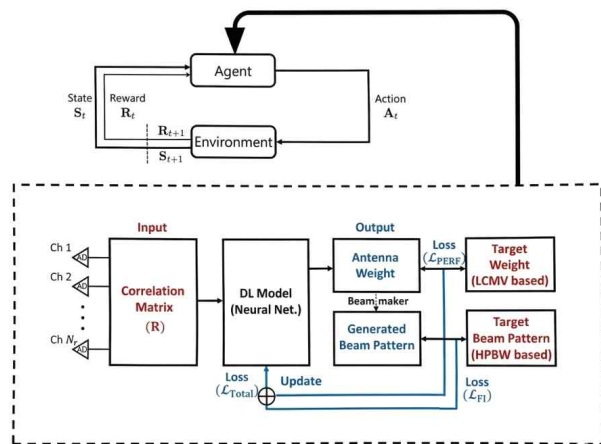 Agent
State
S_t
Reward
R_t
Action
A_t
R_{t+1}
Environment
S_{t+1}
Input
Output
Ch 1
AD
Ch 2
AD
Ch N_r
AD
Correlation
Matrix
(R)
DL Model
(Neural Net.)
Antenna
Weight
Loss
(ℒ_PERF)
Target
Weight
(LCMV based)
Beam maker
Generated
Beam Pattern
Target
Beam Pattern
(HPBW based)
Loss
(ℒ_Total)
Update
Loss
(ℒ_FI)